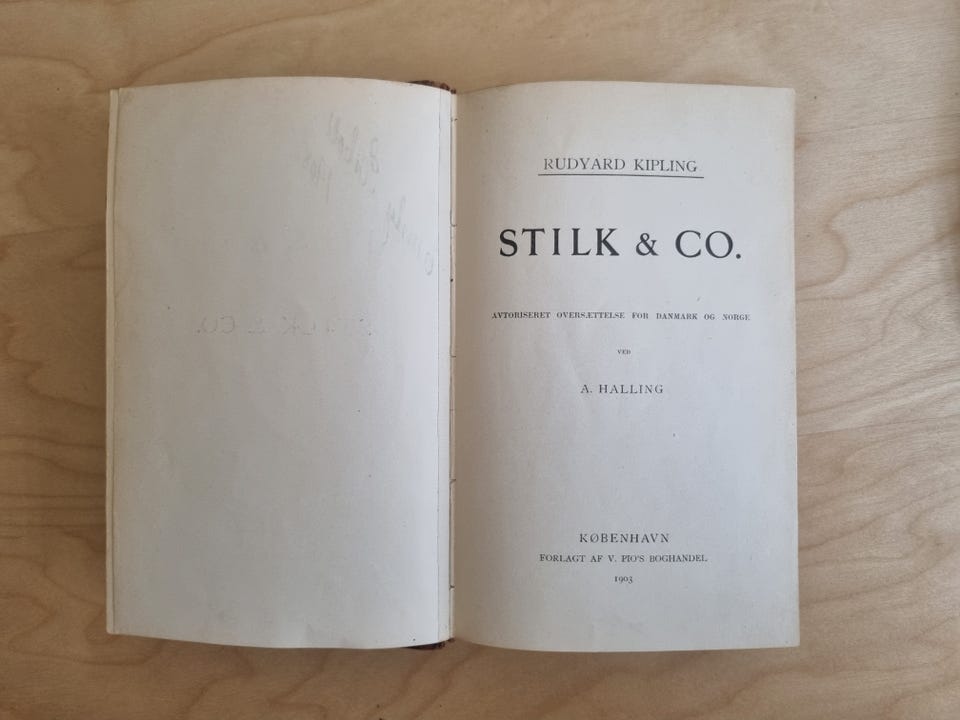 RUDYARD KIPLING
STILK & CO.
AVTORISERET OVERSÆTTELSE FOR DANMARK OG NORGE
VED
A. HALLING
KØBENHAVN
FORLAGT AF V. PIO'S BOGHANDEL
1903